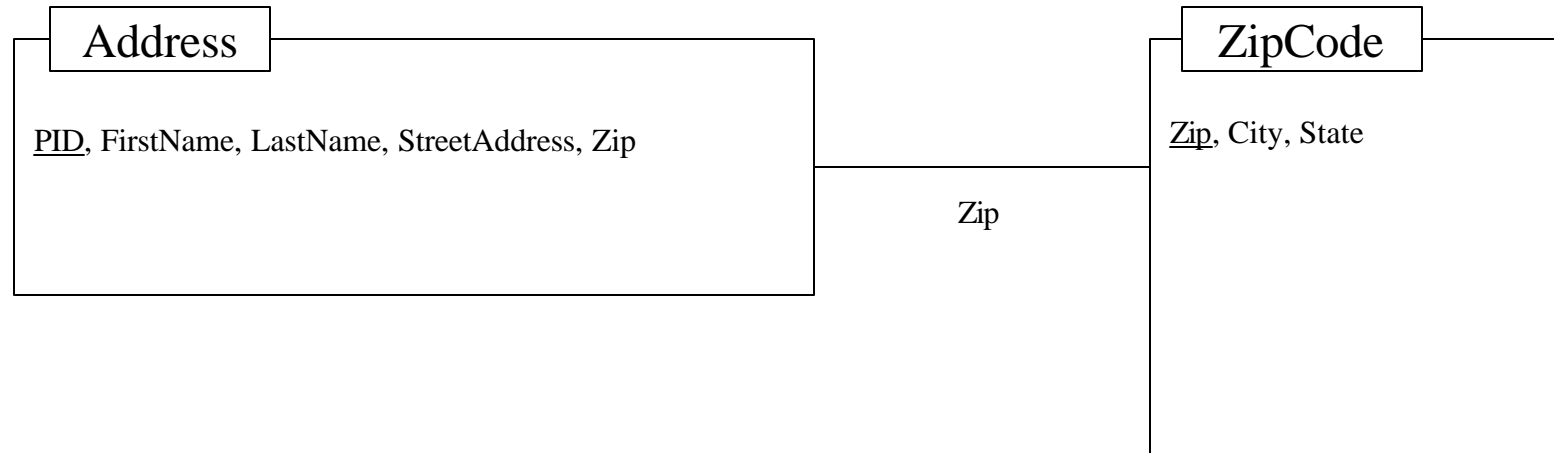 Address
PID, FirstName, LastName, StreetAddress, Zip
Zip
ZipCode
Zip, City, State